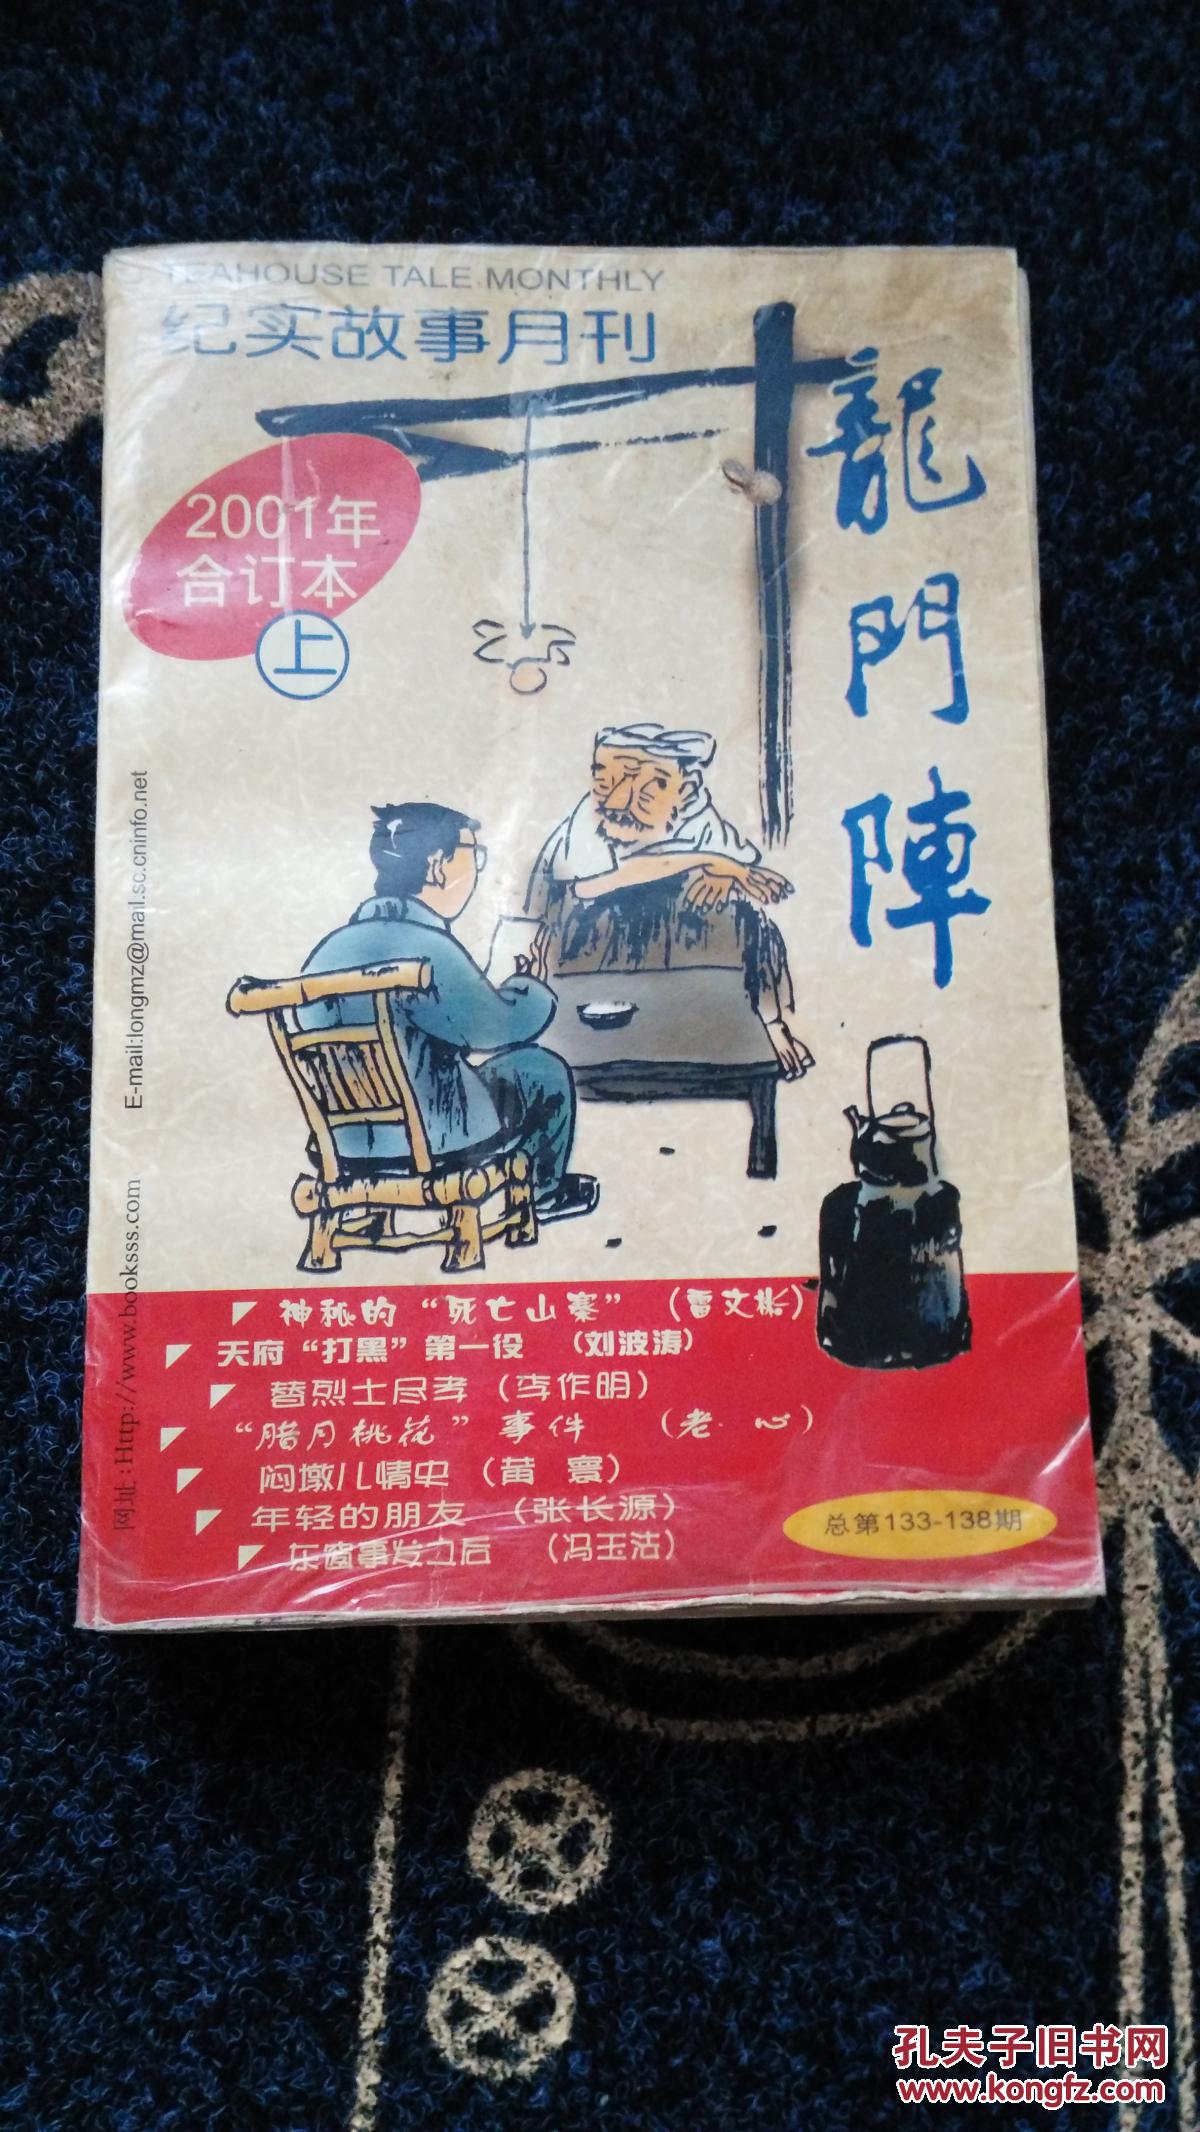 TEAHOUSE TALE MONTHLY
纪实故事月刊
龍門陣
2001年
合订本
上
E-mail:longmz@mail.sc.cninfo.net
网址:Http://www.booksss.com
神秘的“死亡山寨” (雷文彬)
天府“打黑”第一役 (刘波涛)
替烈士尽孝 (李作明)
“腊月桃花”事件 (老 心)
闷墩儿情史 (黄 寰)
年轻的朋友 (张长源)
东窗事发之后 (冯玉洁)
总第133-138期
孔夫子旧书网
www.kongfz.com